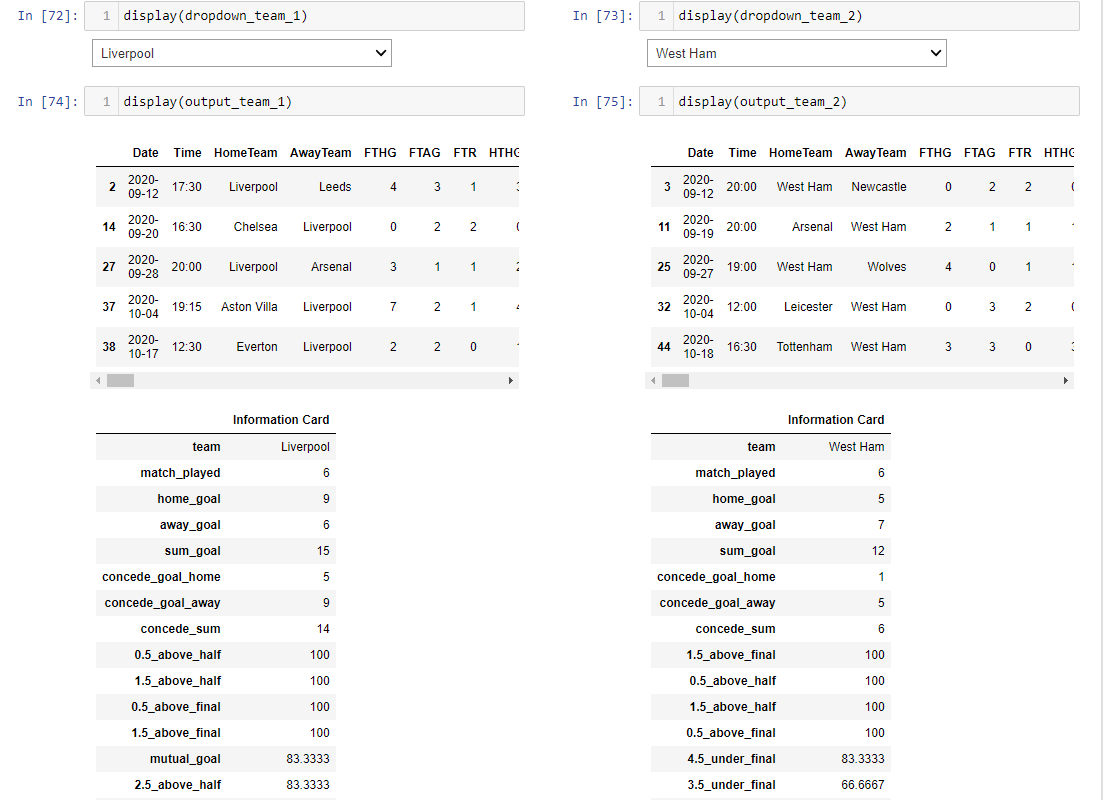 In [72]: 1 display(dropdown_team_1)
Liverpool
In [74]: 1 display(output_team_1)
Date Time HomeTeam AwayTeam FTHG FTAG FTR HTHG
2 2020-09-12 17:30 Liverpool Leeds 4 3 1
14 2020-09-20 16:30 Chelsea Liverpool 0 2 2
27 2020-09-28 20:00 Liverpool Arsenal 3 1 1 2
37 2020-10-04 19:15 Aston Villa Liverpool 7 2 1
38 2020-10-17 12:30 Everton Liverpool 2 2 0
Information Card
team Liverpool
match_played 6
home_goal 9
away_goal 6
sum_goal 15
concede_goal_home 5
concede_goal_away 9
concede_sum 14
0.5_above_half 100
1.5_above_half 100
0.5_above_final 100
1.5_above_final 100
mutual_goal 83.3333
2.5_above_half 83.3333
In [73]: 1 display(dropdown_team_2)
West Ham
In [75]: 1 display(output_team_2)
Date Time HomeTeam AwayTeam FTHG FTAG FTR HTHG
3 2020-09-12 20:00 West Ham Newcastle 0 2 2
11 2020-09-19 20:00 Arsenal West Ham 2 1 1
25 2020-09-27 19:00 West Ham Wolves 4 0 1
32 2020-10-04 12:00 Leicester West Ham 0 3 2
44 2020-10-18 16:30 Tottenham West Ham 3 3 0
Information Card
team West Ham
match_played 6
home_goal 5
away_goal 7
sum_goal 12
concede_goal_home 1
concede_goal_away 5
concede_sum 6
1.5_above_final 100
0.5_above_half 100
1.5_above_half 100
0.5_above_final 100
4.5_under_final 83.3333
3.5_under_final 66.6667